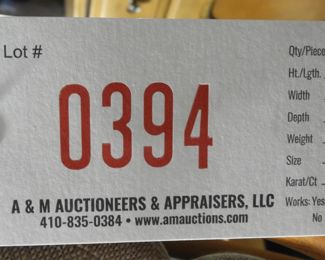 Lot #
0394
A & M AUCTIONEERS & APPRAISERS, LLC
410-835-0384 • www.amauctions.com
Qty/Piece
Ht./Lgth.
Width
Depth
Weight
Size
Karat/Ct
Works: Yes
No